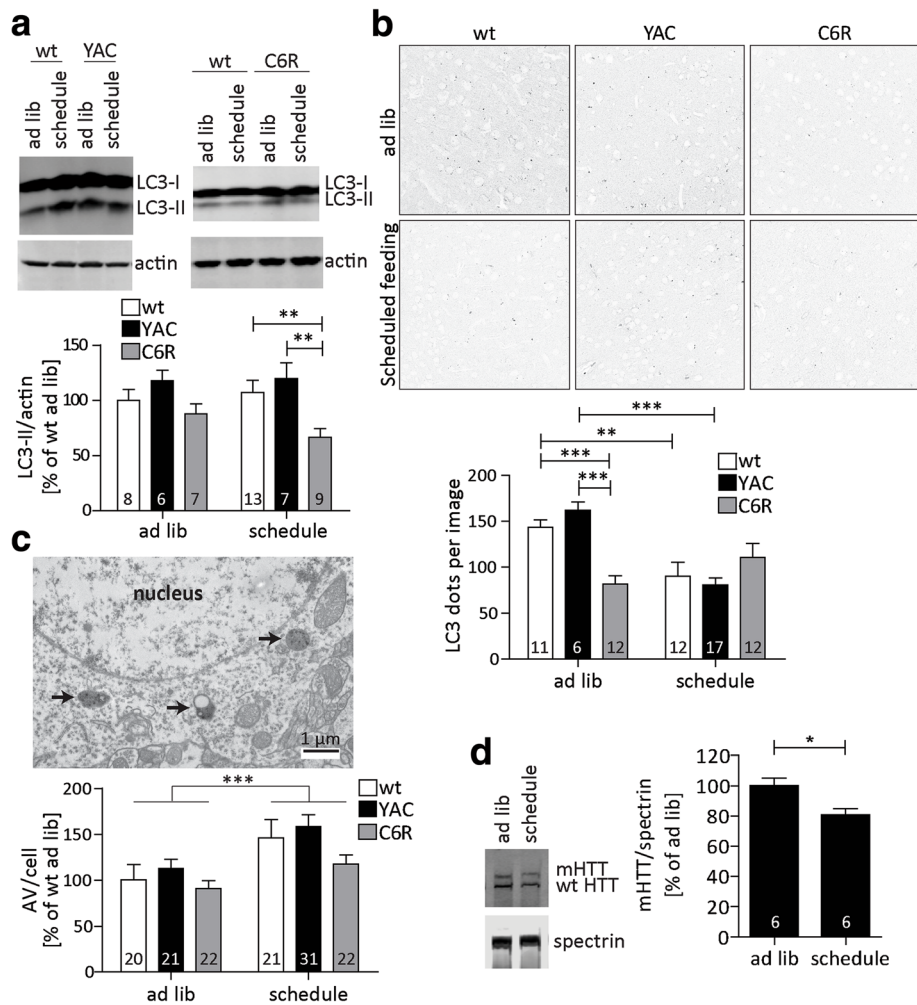 a
wt
YAC
ad lib
schedule
ad lib
schedule
LC3-I
LC3-II
actin
wt
C6R
ad lib
schedule
ad lib
schedule
LC3-I
LC3-II
actin
wt
YAC
C6R
**
**
LC3-II/actin
[% of wt ad lib]
150
100
50
0
8
6
7
13
7
9
ad lib
schedule
b
wt
YAC
C6R
ad lib
Scheduled feeding
***
**
***
***
wt
YAC
C6R
LC3 dots per image
200
150
100
50
0
11
6
12
12
17
12
ad lib
schedule
c
nucleus
1 μm
***
wt
YAC
C6R
AV/cell
[% of wt ad lib]
200
150
100
50
0
20
21
22
21
31
22
ad lib
schedule
d
ad lib
schedule
mHTT
wt HTT
spectrin
*
mHTT/spectrin
[% of ad lib]
120
100
80
60
40
20
0
6
6
ad lib
schedule